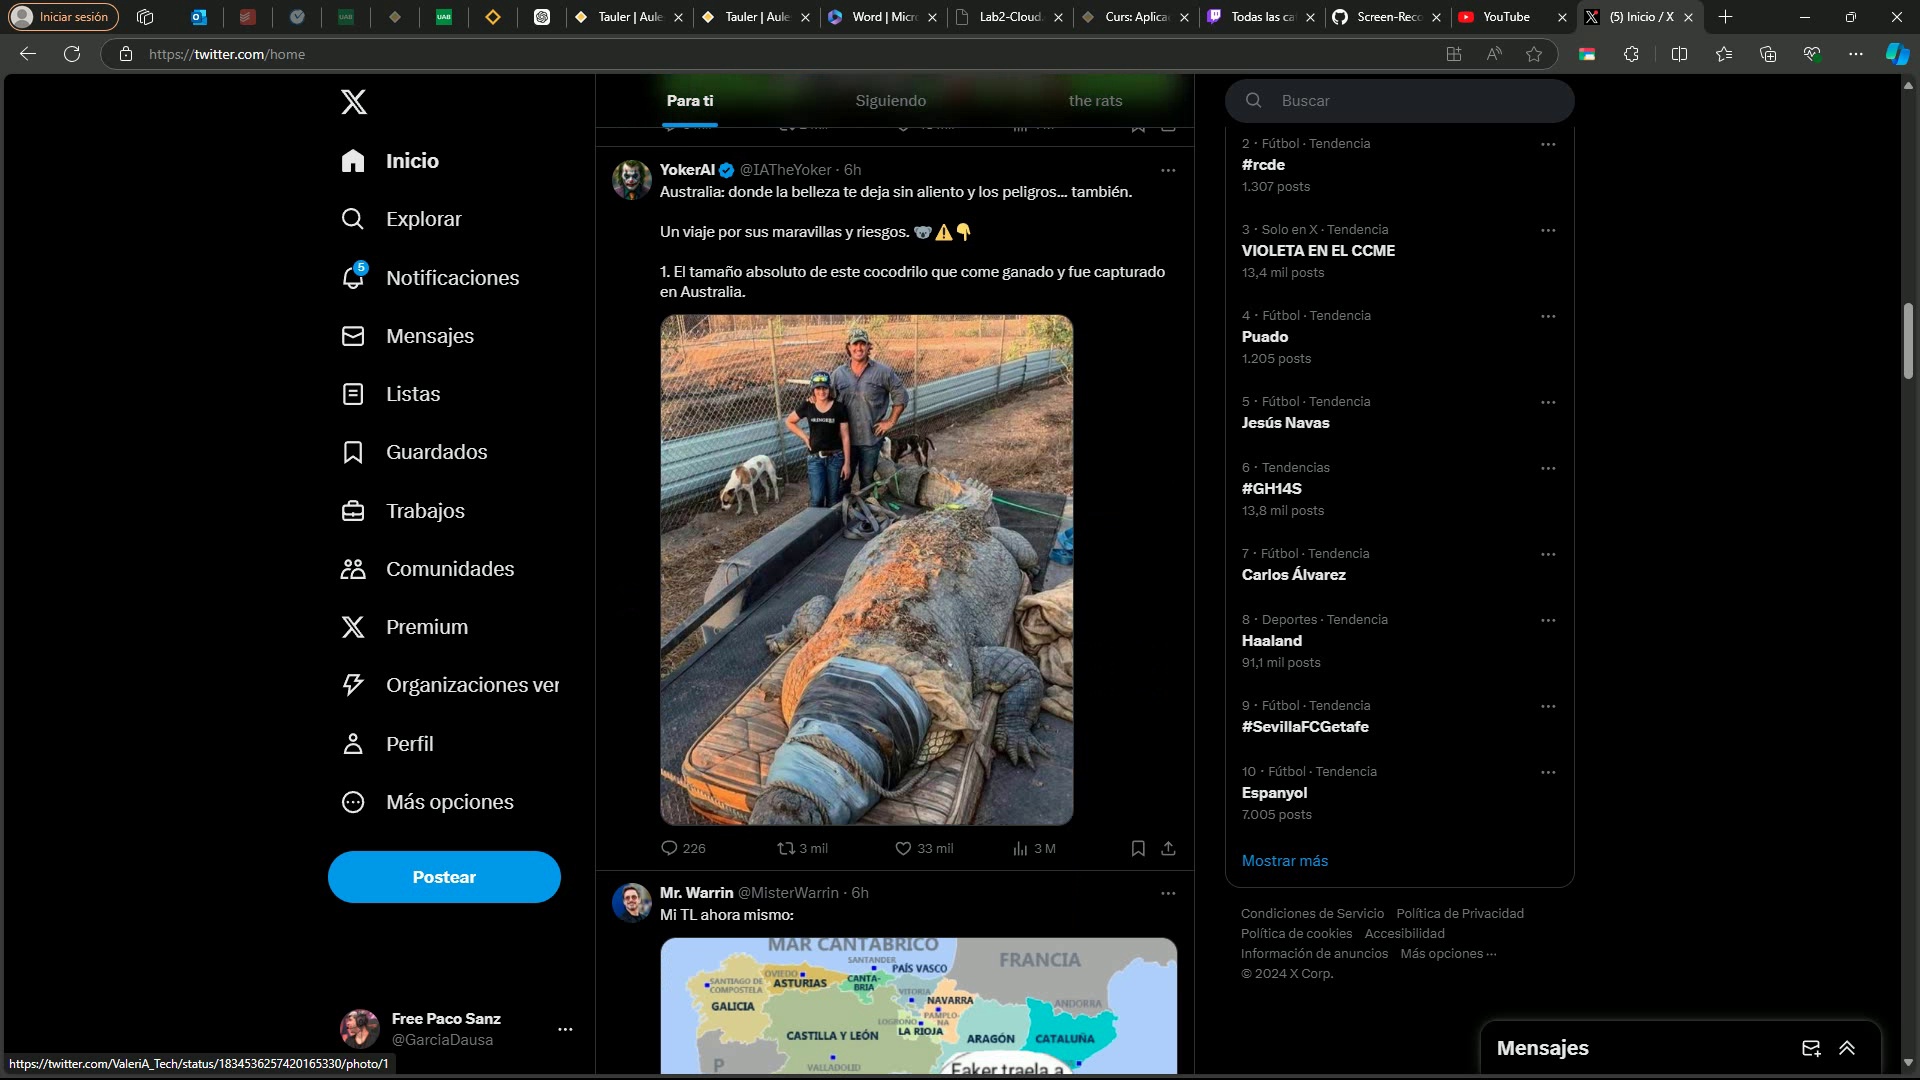 Iniciar sesión
Tauler | Aule
Tauler | Aule
Word | Micr
Lab2-Cloud.
Curs: Aplica
Todas las ca
Screen-Reco
YouTube
(5) Inicio / X
https://twitter.com/home
Inicio
Explorar
5
Notificaciones
Mensajes
Listas
Guardados
Trabajos
Comunidades
Premium
Organizaciones ver
Perfil
Más opciones
Postear
Free Paco Sanz
@GarciaDausa
https://twitter.com/ValeriA_Tech/status/1834536257420165330/photo/1
Para ti
Siguiendo
the rats
YokerAI @IATheYoker · 6h
Australia: donde la belleza te deja sin aliento y los peligros... también.
Un viaje por sus maravillas y riesgos. 🐨⚠️👇
1. El tamaño absoluto de este cocodrilo que come ganado y fue capturado
en Australia.
226
3 mil
33 mil
3 M
Mr. Warrin @MisterWarrin · 6h
Mi TL ahora mismo:
MAR CANTÁBRICO
FRANCIA
SANTANDER
OVIEDO
PAÍS VASCO
SANTIAGO DE
COMPOSTELA
ASTURIAS
CANTA-
BRIA
VITORIA
NAVARRA
ANDORRA
GALICIA
PAMPLO-
NA
LOGROÑO
LA RIOJA
CASTILLA Y LEÓN
ARAGÓN
CATALUÑA
P
VALLADOLID
Faker traela a
Buscar
2 · Fútbol · Tendencia
#rcde
1.307 posts
3 · Solo en X · Tendencia
VIOLETA EN EL CCME
13,4 mil posts
4 · Fútbol · Tendencia
Puado
1.205 posts
5 · Fútbol · Tendencia
Jesús Navas
6 · Tendencias
#GH14S
13,8 mil posts
7 · Fútbol · Tendencia
Carlos Álvarez
8 · Deportes · Tendencia
Haaland
91,1 mil posts
9 · Fútbol · Tendencia
#SevillaFCGetafe
10 · Fútbol · Tendencia
Espanyol
7.005 posts
Mostrar más
Condiciones de Servicio Política de Privacidad
Política de cookies Accesibilidad
Información de anuncios Más opciones ···
© 2024 X Corp.
Mensajes